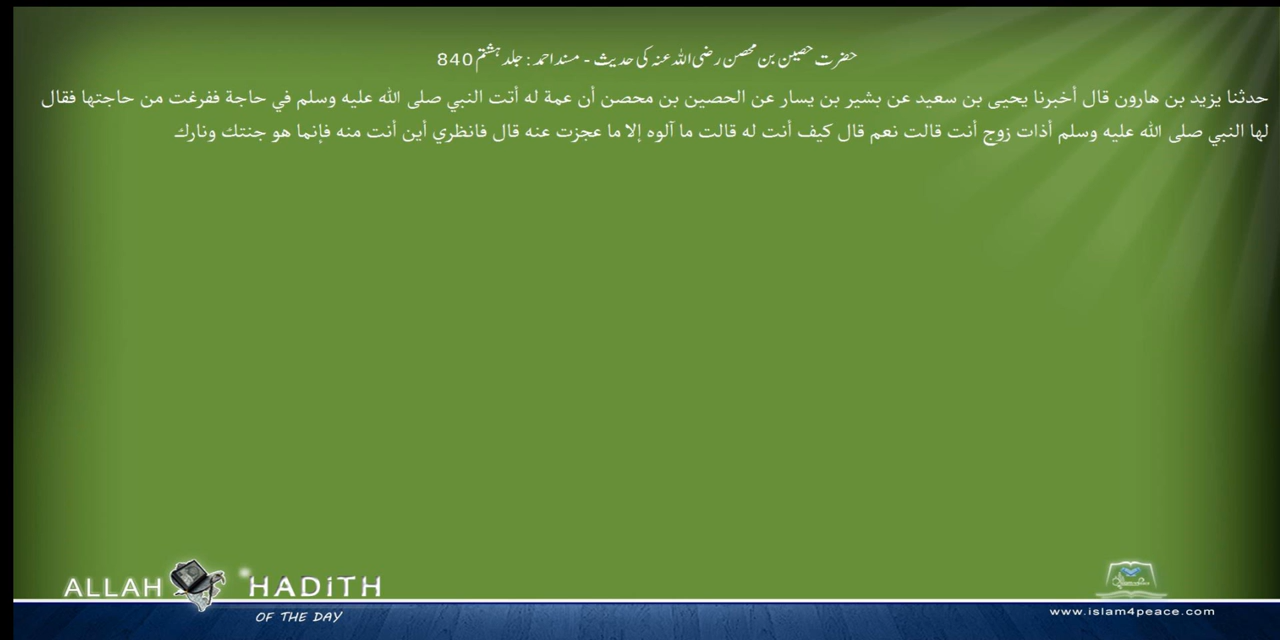 حضرت حصین بن محصن رضی اللہ عنہ کی حدیث - مسند احمد : جلد ہشتم 840
حدثنا يزيد بن هارون قال أخبرنا يحيى بن سعيد عن بشير بن يسار عن الحصين بن محصن أن عمة له أتت النبي صلى الله عليه وسلم في حاجة ففرغت من حاجتها فقال
لها النبي صلى الله عليه وسلم أذات زوج أنت قالت نعم قال كيف أنت له قالت ما آلوه إلا ما عجزت عنه قال فانظري أين أنت منه فإنما هو جنتك ونارك
ALLAH HADITH
OF THE DAY
www.islam4peace.com